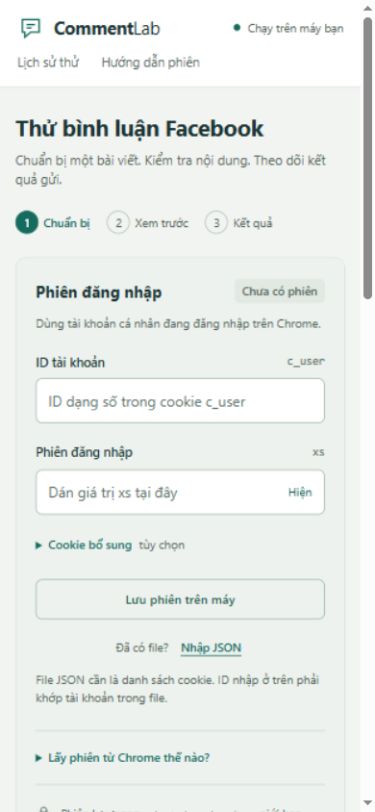 CommentLab
Chạy trên máy bạn
Lịch sử thử
Hướng dẫn phiên
Thử bình luận Facebook
Chuẩn bị một bài viết. Kiểm tra nội dung. Theo dõi kết
quả gửi.
1 Chuẩn bị
2 Xem trước
3 Kết quả
Phiên đăng nhập
Chưa có phiên
Dùng tài khoản cá nhân đang đăng nhập trên Chrome.
ID tài khoản
c_user
ID dạng số trong cookie c_user
Phiên đăng nhập
xs
Dán giá trị xs tại đây
Hiện
Cookie bổ sung tùy chọn
Lưu phiên trên máy
Đã có file? Nhập JSON
File JSON cần là danh sách cookie. ID nhập ở trên phải
khớp tài khoản trong file.
Lấy phiên từ Chrome thế nào?